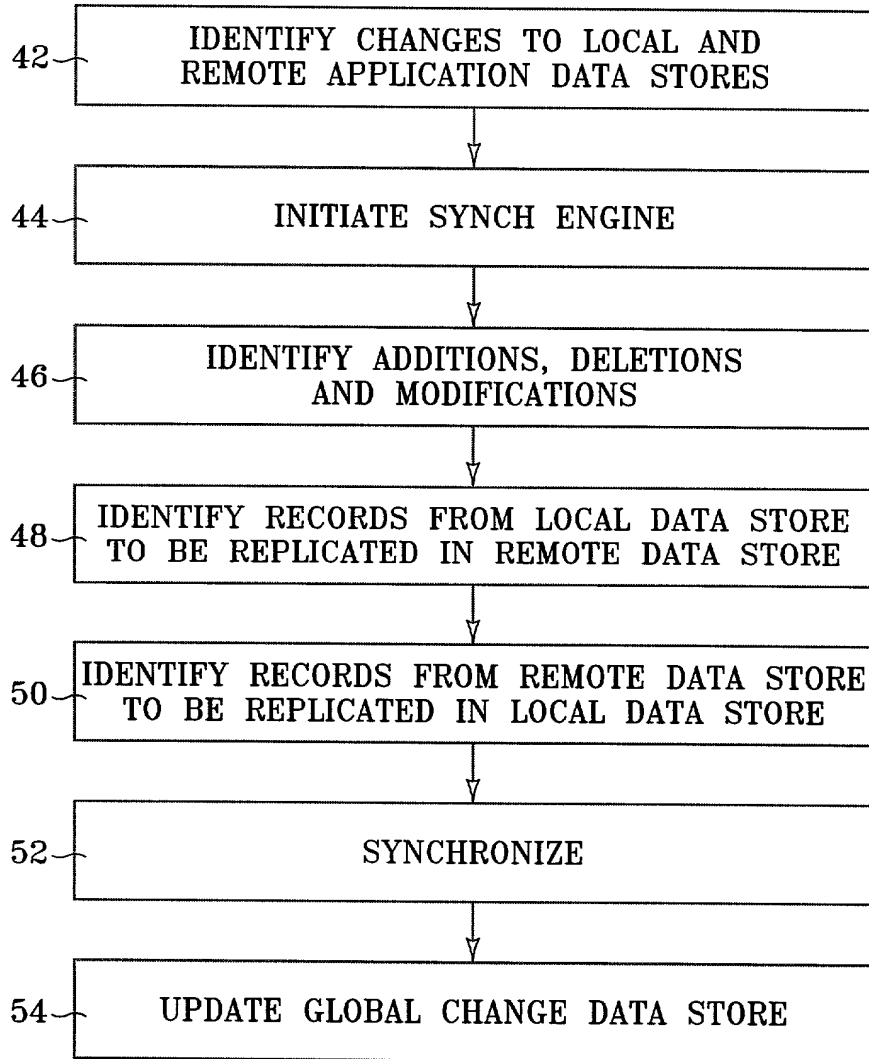 42
IDENTIFY CHANGES TO LOCAL AND
REMOTE APPLICATION DATA STORES
44
INITIATE SYNCH ENGINE
46
IDENTIFY ADDITIONS, DELETIONS
AND MODIFICATIONS
48
IDENTIFY RECORDS FROM LOCAL DATA STORE
TO BE REPLICATED IN REMOTE DATA STORE
50
IDENTIFY RECORDS FROM REMOTE DATA STORE
TO BE REPLICATED IN LOCAL DATA STORE
52
SYNCHRONIZE
54
UPDATE GLOBAL CHANGE DATA STORE